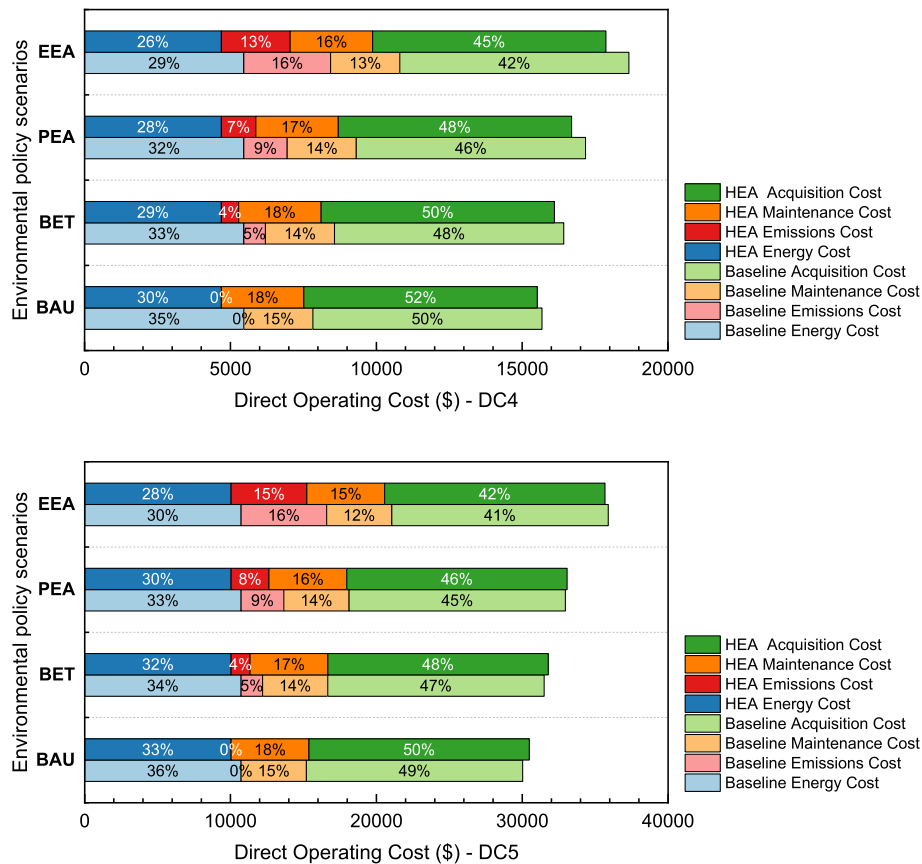 Environmental policy scenarios
EEA
26% 13% 16% 45%
29% 16% 13% 42%
PEA
28% 7% 17% 48%
32% 9% 14% 46%
BET
29% 4% 18% 50%
33% 5% 14% 48%
BAU
30% 0% 18% 52%
35% 0% 15% 50%
0 5000 10000 15000 20000
Direct Operating Cost ($) - DC4
HEA Acquisition Cost
HEA Maintenance Cost
HEA Emissions Cost
HEA Energy Cost
Baseline Acquisition Cost
Baseline Maintenance Cost
Baseline Emissions Cost
Baseline Energy Cost
Environmental policy scenarios
EEA
28% 15% 15% 42%
30% 16% 12% 41%
PEA
30% 8% 16% 46%
33% 9% 14% 45%
BET
32% 4% 17% 48%
34% 5% 14% 47%
BAU
33% 0% 18% 50%
36% 0% 15% 49%
0 10000 20000 30000 40000
Direct Operating Cost ($) - DC5
HEA Acquisition Cost
HEA Maintenance Cost
HEA Emissions Cost
HEA Energy Cost
Baseline Acquisition Cost
Baseline Maintenance Cost
Baseline Emissions Cost
Baseline Energy Cost